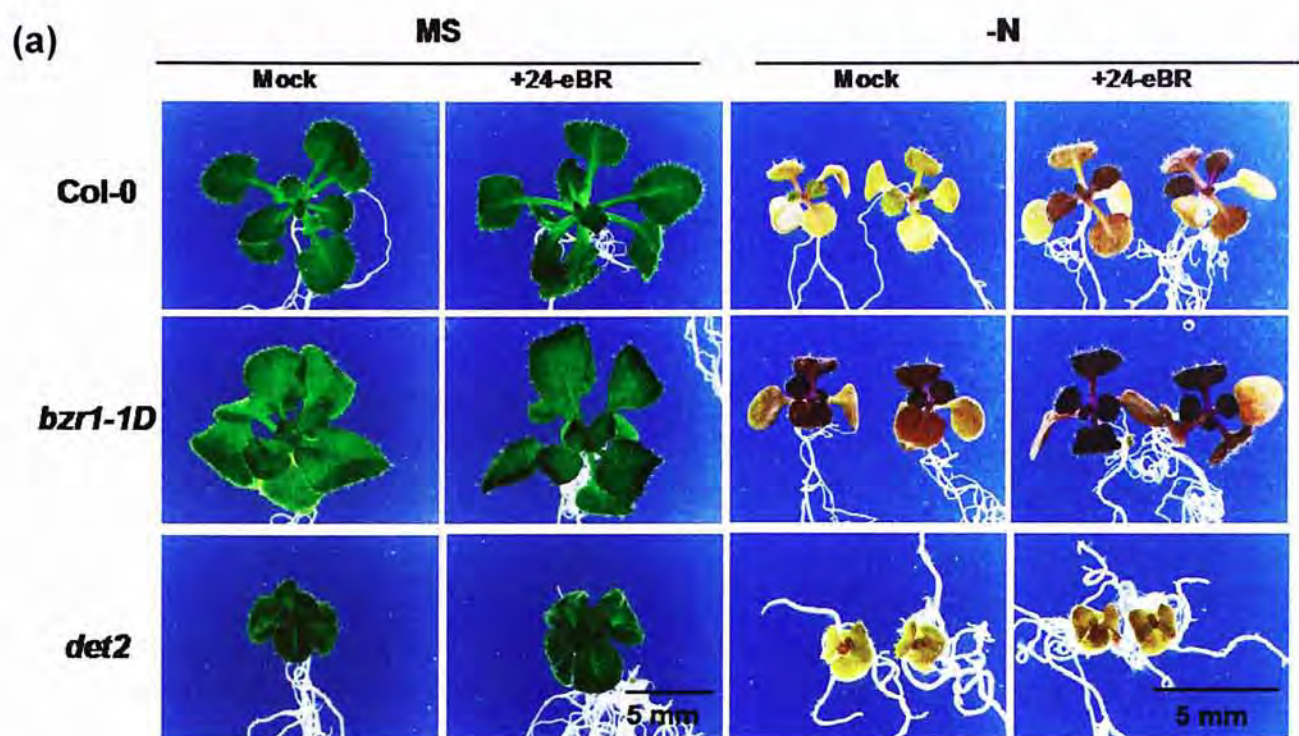 (a)
MS -N
Mock +24-eBR Mock +24-eBR
Col-0
bzr1-1D
det2
5 mm 5 mm